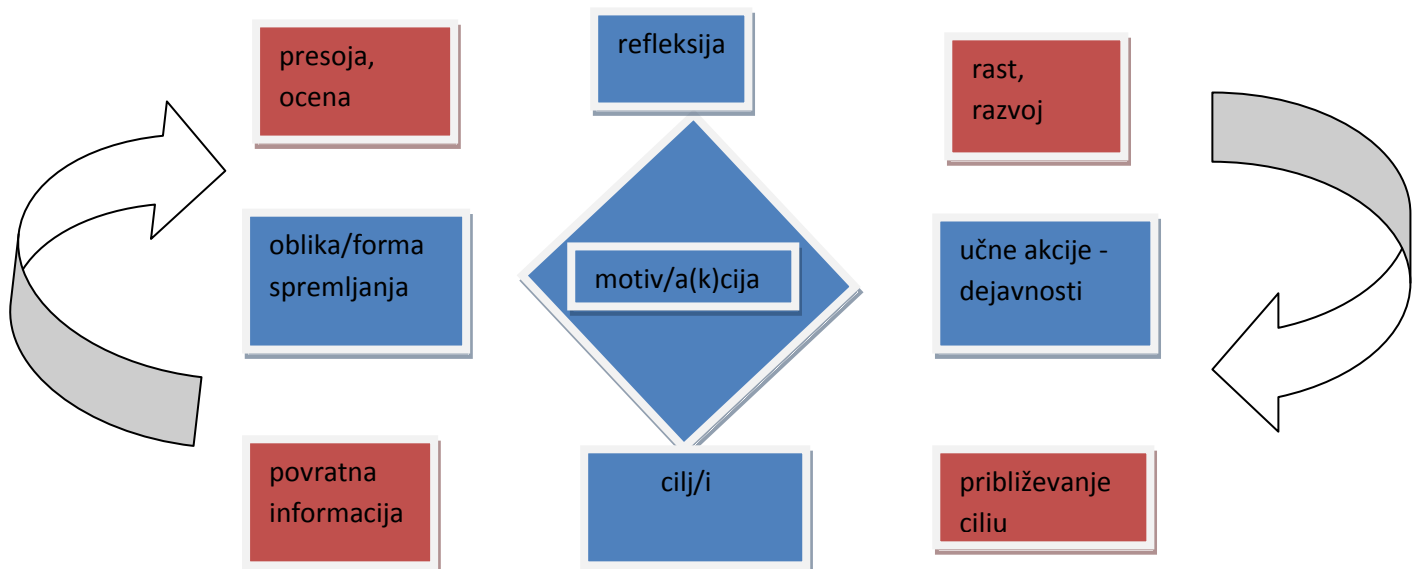 presoja,
ocena
refleksija
rast,
razvoj
oblika/forma
spremljanja
motiv/a(k)cija
učne akcije -
dejavnosti
povratna
informacija
cilj/i
približevanje
ciliu